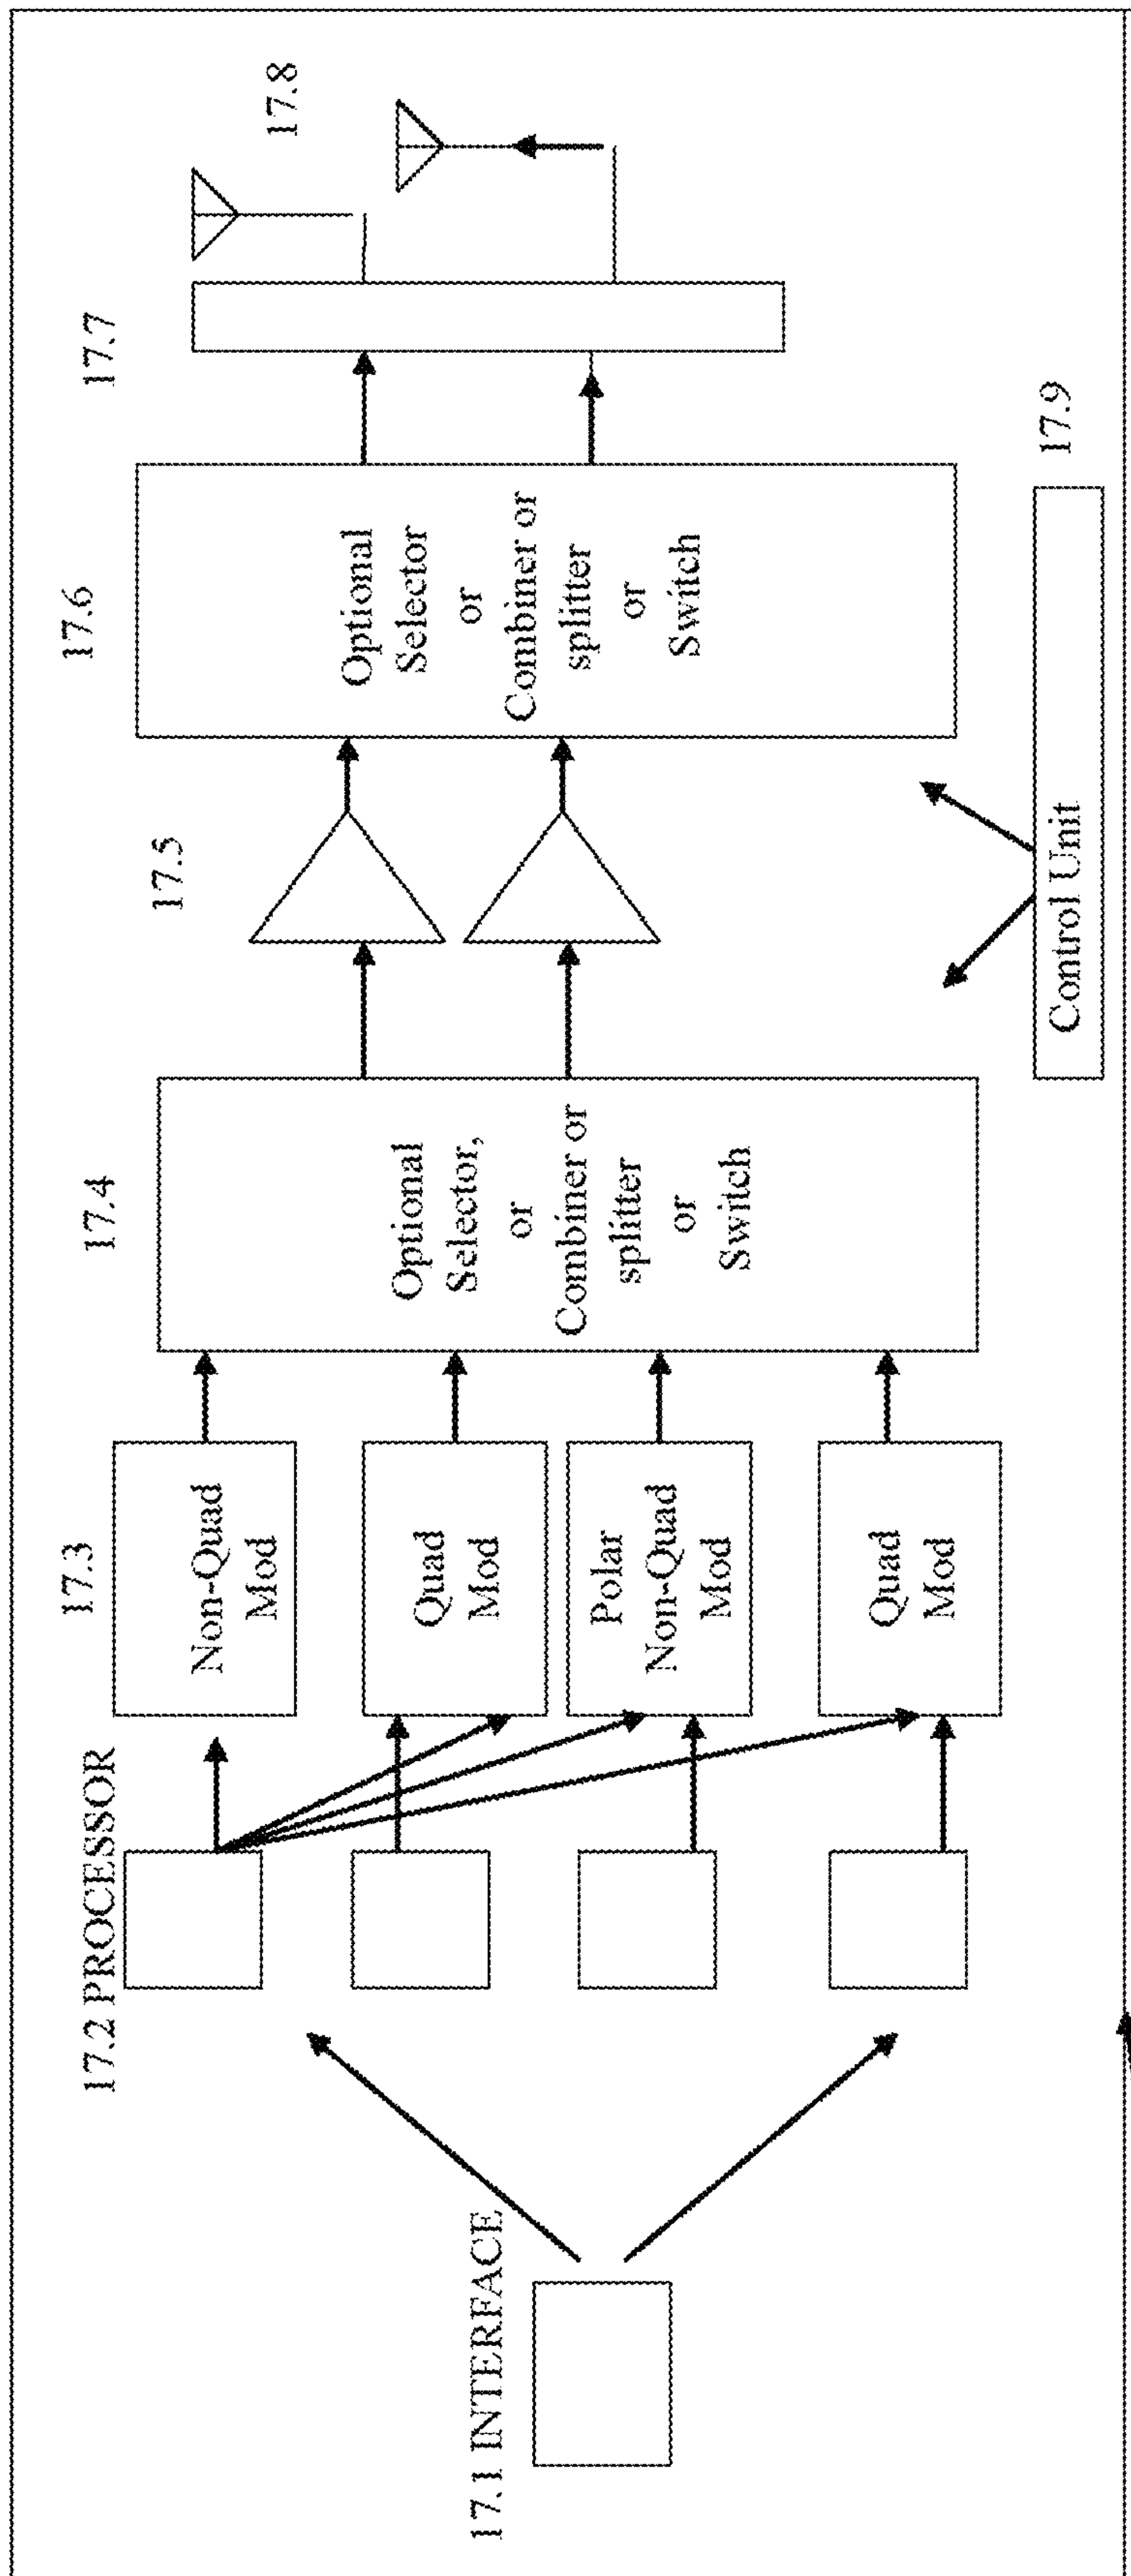 17.1 INTERFACE
17.2 PROCESSOR
17.3
Non-Quad
Mod
Quad
Mod
Polar
Non-Quad
Mod
Quad
Mod
17.4
Optional
Selector,
or
Combiner or
splitter
or
Switch
17.5
17.6
Optional
Selector
or
Combiner or
splitter
or
Switch
17.7
17.8
Control Unit
17.9